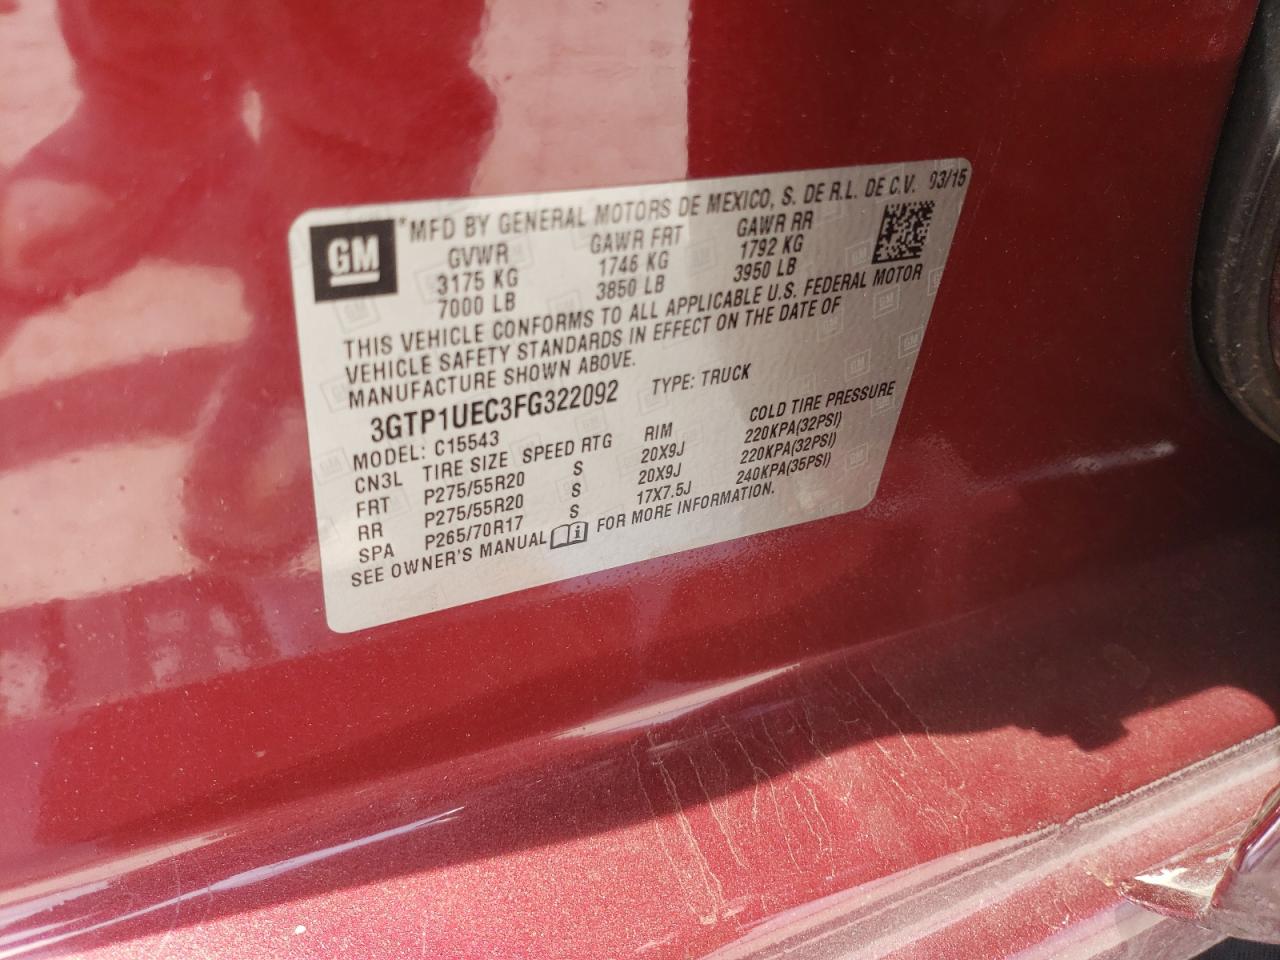 GM
*MFD BY GENERAL MOTORS DE MEXICO, S. DE R.L. DE C.V. 03/15
GVWR GAWR FRT GAWR RR
3175 KG 1746 KG 1792 KG
7000 LB 3850 LB 3950 LB
THIS VEHICLE CONFORMS TO ALL APPLICABLE U.S. FEDERAL MOTOR
VEHICLE SAFETY STANDARDS IN EFFECT ON THE DATE OF
MANUFACTURE SHOWN ABOVE.
3GTP1UEC3FG322092 TYPE: TRUCK
MODEL: C15543
CN3L TIRE SIZE SPEED RTG RIM COLD TIRE PRESSURE
FRT P275/55R20 S 20X9J 220KPA(32PSI)
RR P275/55R20 S 20X9J 220KPA(32PSI)
SPA P265/70R17 S 17X7.5J 240KPA(35PSI)
SEE OWNER'S MANUAL i FOR MORE INFORMATION.